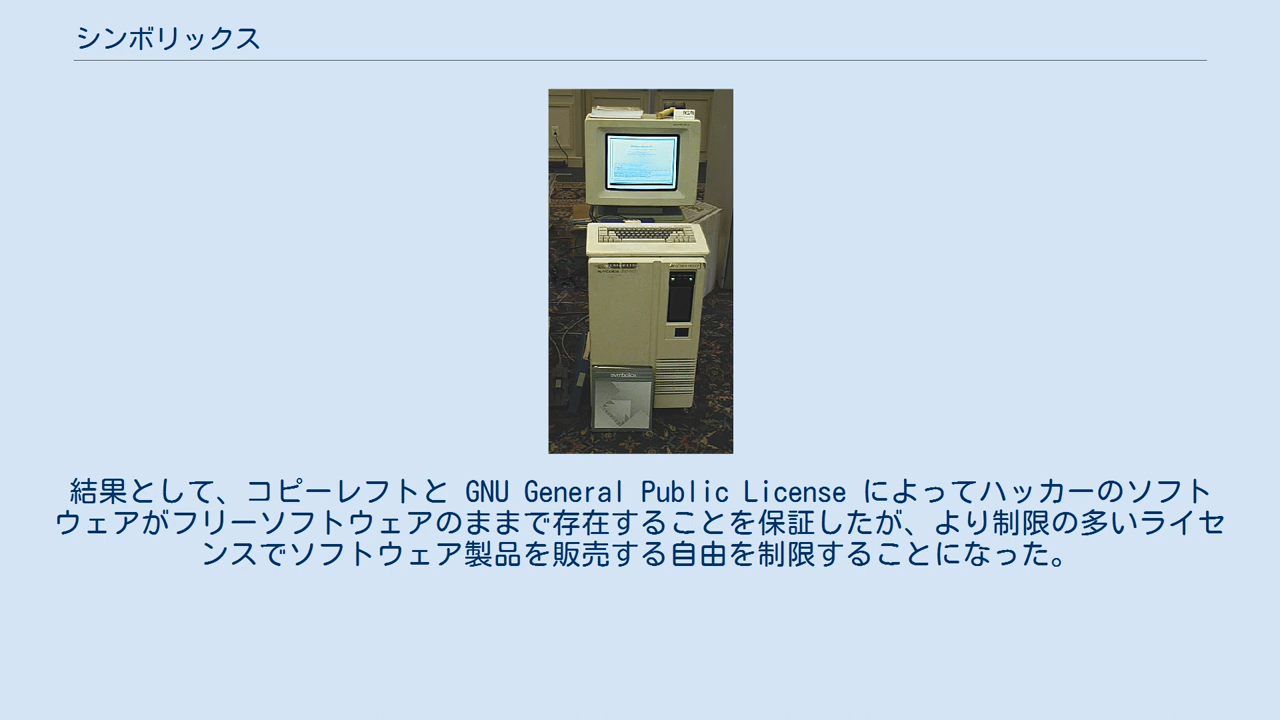 シンボリックス
symbolics
結果として、コピーレフトと GNU General Public License によってハッカーのソフト
ウェアがフリーソフトウェアのままで存在することを保証したが、より制限の多いライセ
ンスでソフトウェア製品を販売する自由を制限することになった。